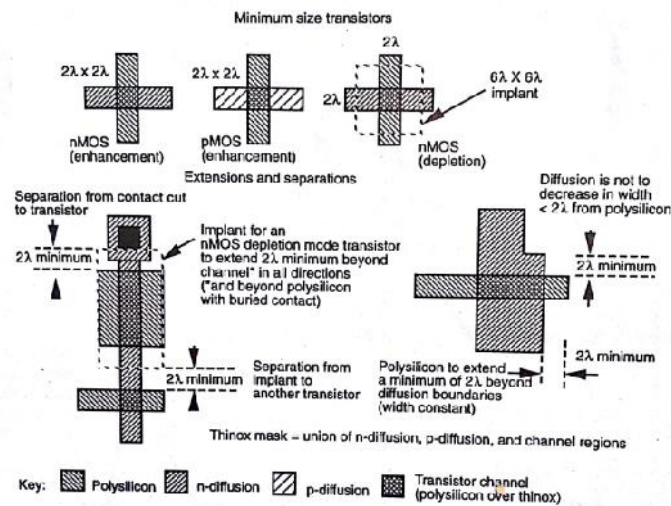 Minimum size transistors
2λ
2λ x 2λ
2λ x 2λ
6λ X 6λ
implant
2λ
nMOS
(enhancement)
pMOS
(enhancement)
nMOS
(depletion)
Extensions and separations
Separation from contact cut
to transistor
2λ minimum
Implant for an
nMOS depletion mode transistor
to extend 2λ minimum beyond
channel* in all directions
(*and beyond polysilicon
with buried contact)
Diffusion is not to
decrease in width
< 2λ from polysilicon
2λ minimum
2λ minimum
Separation from
implant to
another transistor
Polysilicon to extend
a minimum of 2λ beyond
diffusion boundaries
(width constant)
2λ minimum
Thinox mask – union of n-diffusion, p-diffusion, and channel regions
Key: Polysilicon n-diffusion p-diffusion Transistor channel
(polysilicon over thinox)